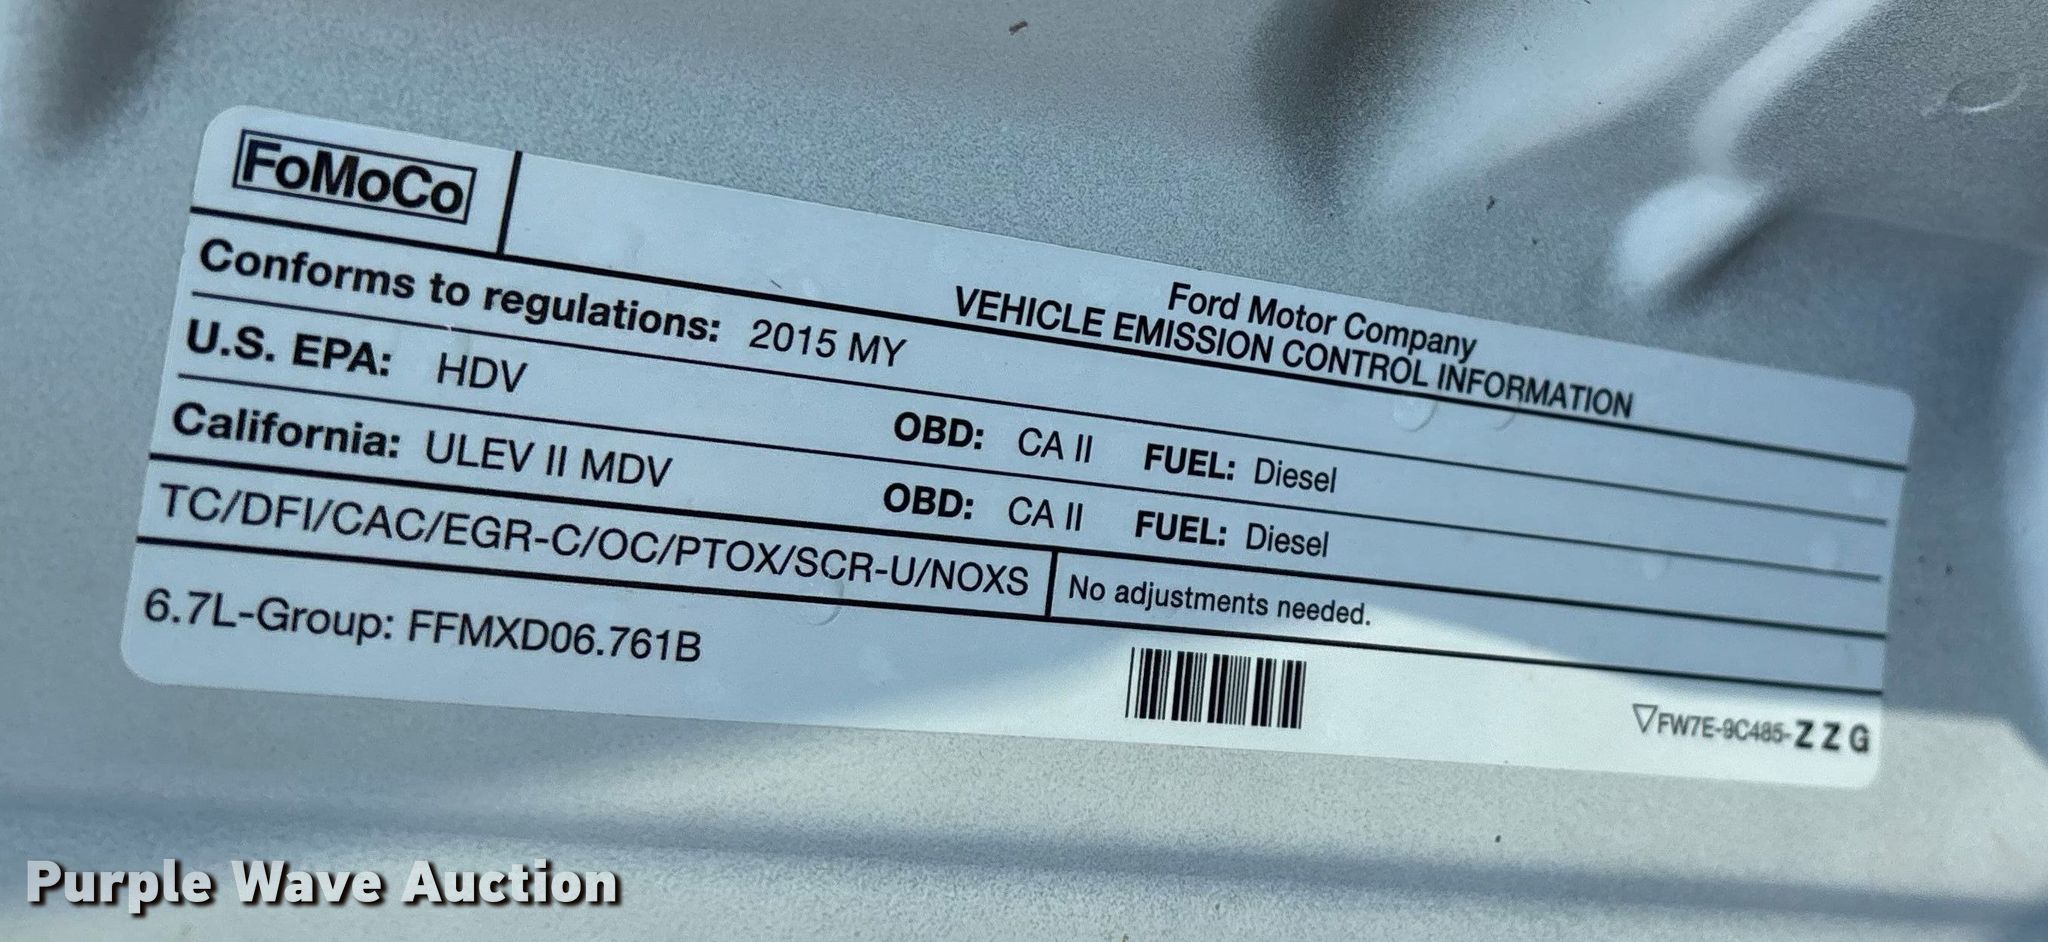 FoMoCo
Ford Motor Company
VEHICLE EMISSION CONTROL INFORMATION
Conforms to regulations: 2015 MY
U.S. EPA: HDV OBD: CA II FUEL: Diesel
California: ULEV II MDV OBD: CA II FUEL: Diesel
TC/DFI/CAC/EGR-C/OC/PTOX/SCR-U/NOXS No adjustments needed.
6.7L-Group: FFMXD06.761B
▽FW7E-9C485-ZZG
Purple Wave Auction